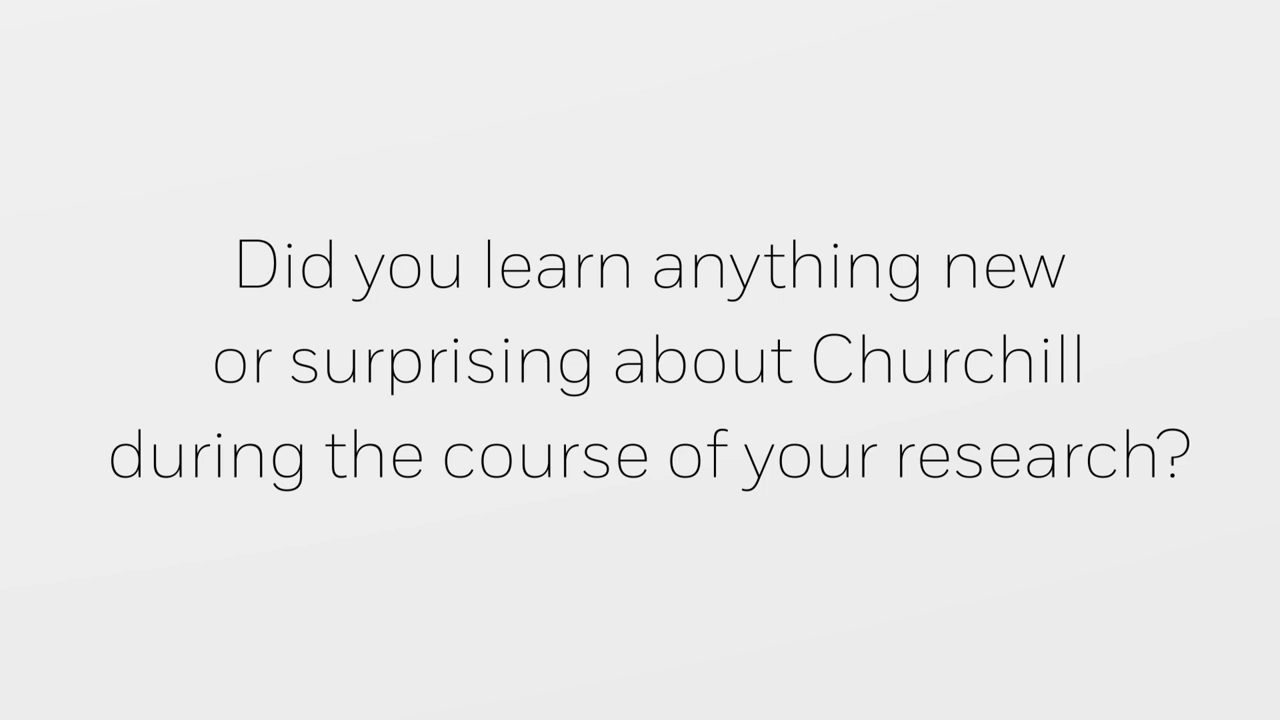 Did you learn anything new
or surprising about Churchill
during the course of your research?